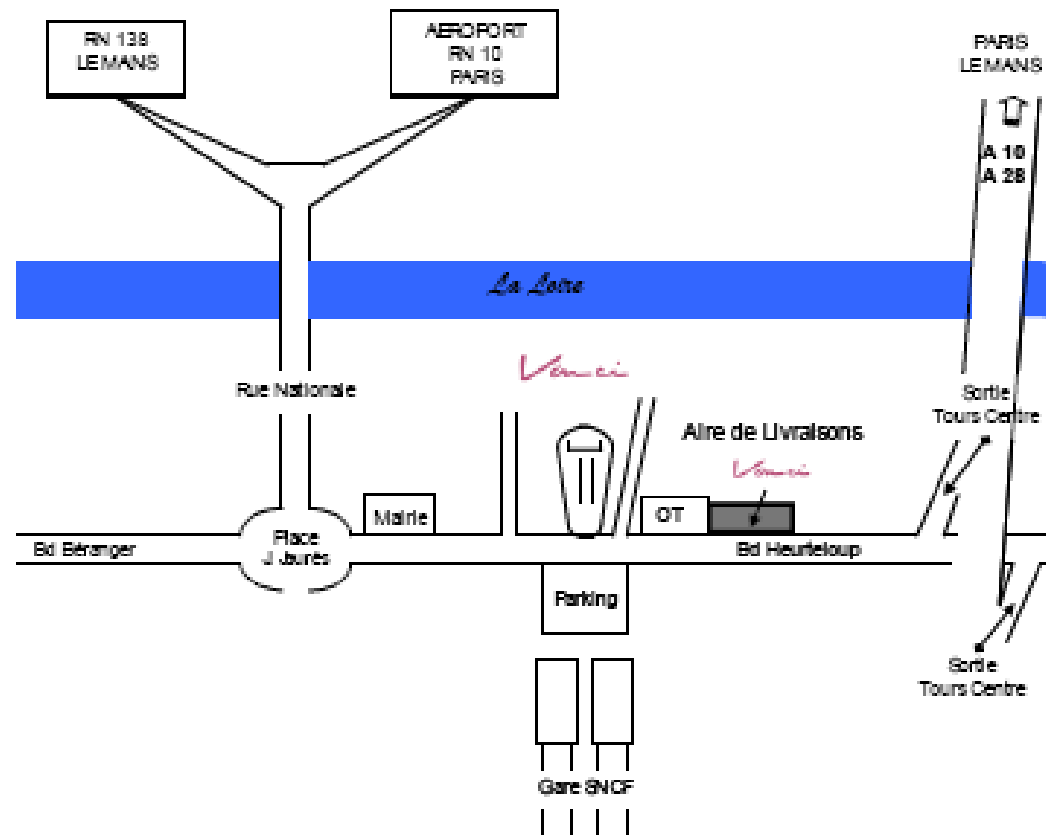 RN 138
LE MANS
AEROPORT
RN 10
PARIS
PARIS
LE MANS
A 10
A 28
La Loire
Vinci
Rue Nationale
Sortie
Tours Centre
Aire de Livraisons
Vinci
Mairie
OT
Place
J Jaurès
Bd Béranger
Bd Heurteloup
Parking
Sortie
Tours Centre
Gare SNCF